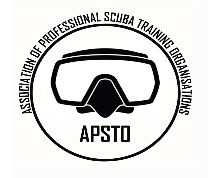 ASSOCIATION OF PROFESSIONAL SCUBA TRAINING ORGANISATIONS
APSTO